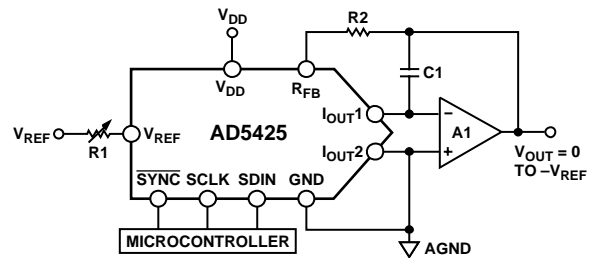 VDD
R2
VDD
RFB
C1
IOUT1
VREF
R1
VREF
AD5425
A1
IOUT2
VOUT = 0
TO –VREF
SYNC SCLK SDIN GND
MICROCONTROLLER
AGND